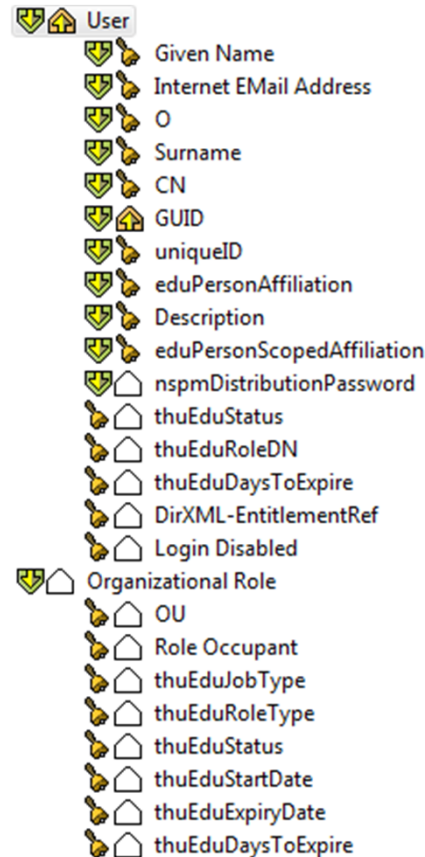 User
Given Name
Internet EMail Address
O
Surname
CN
GUID
uniqueID
eduPersonAffiliation
Description
eduPersonScopedAffiliation
nspmDistributionPassword
thuEduStatus
thuEduRoleDN
thuEduDaysToExpire
DirXML-EntitlementRef
Login Disabled
Organizational Role
OU
Role Occupant
thuEduJobType
thuEduRoleType
thuEduStatus
thuEduStartDate
thuEduExpiryDate
thuEduDaysToExpire